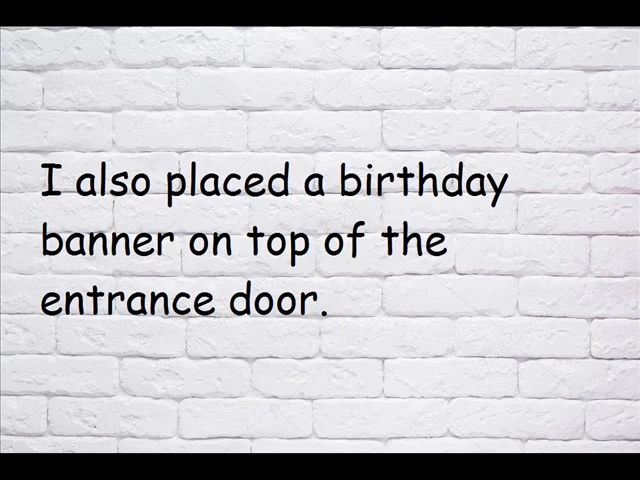 I also placed a birthday
banner on top of the
entrance door.